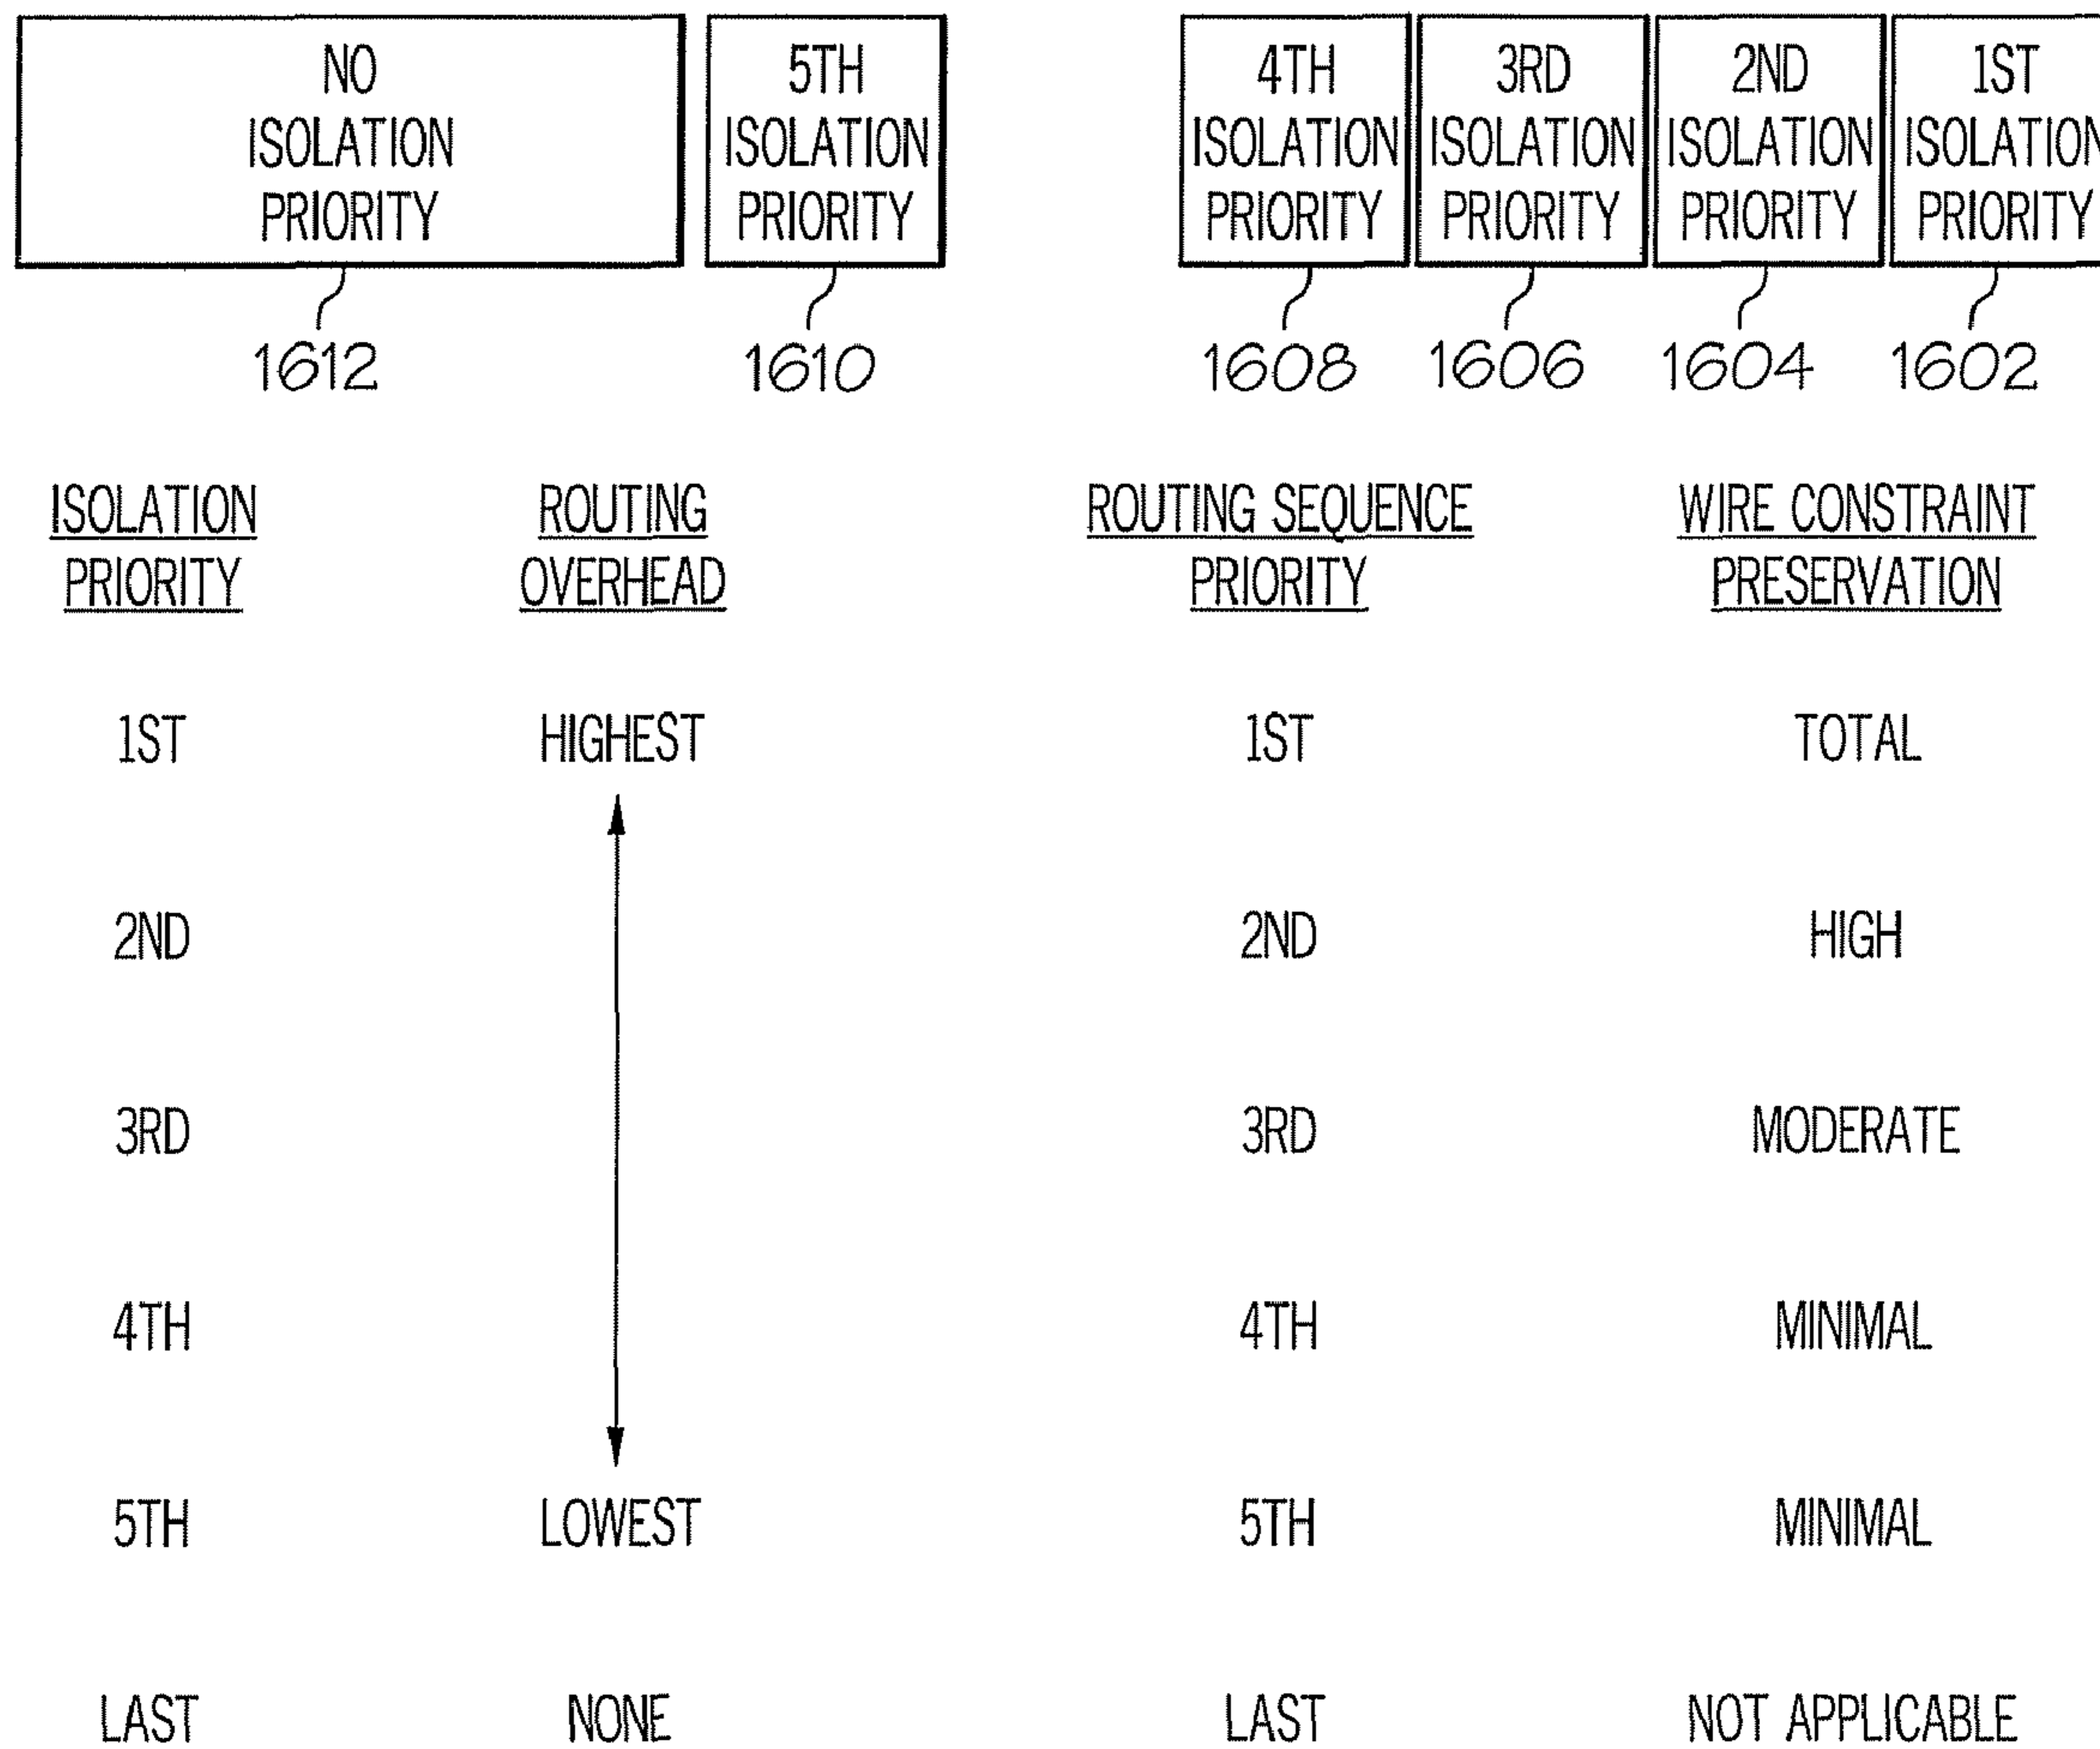 NO
ISOLATION
PRIORITY
5TH
ISOLATION
PRIORITY
4TH
ISOLATION
PRIORITY
3RD
ISOLATION
PRIORITY
2ND
ISOLATION
PRIORITY
1ST
ISOLATION
PRIORITY
1612
1610
1608
1606
1604
1602
ISOLATION
PRIORITY
ROUTING
OVERHEAD
ROUTING SEQUENCE
PRIORITY
WIRE CONSTRAINT
PRESERVATION
1ST HIGHEST 1ST TOTAL
2ND 2ND HIGH
3RD 3RD MODERATE
4TH 4TH MINIMAL
5TH LOWEST 5TH MINIMAL
LAST NONE LAST NOT APPLICABLE